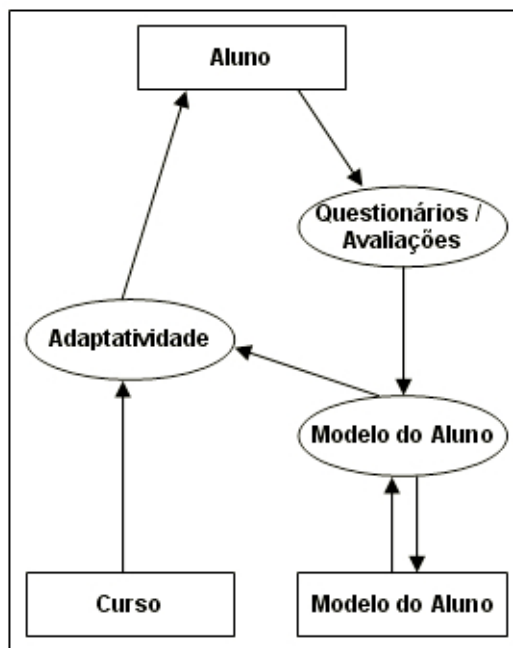 Aluno
Questionários /
Avaliações
Adaptatividade
Modelo do Aluno
Curso
Modelo do Aluno